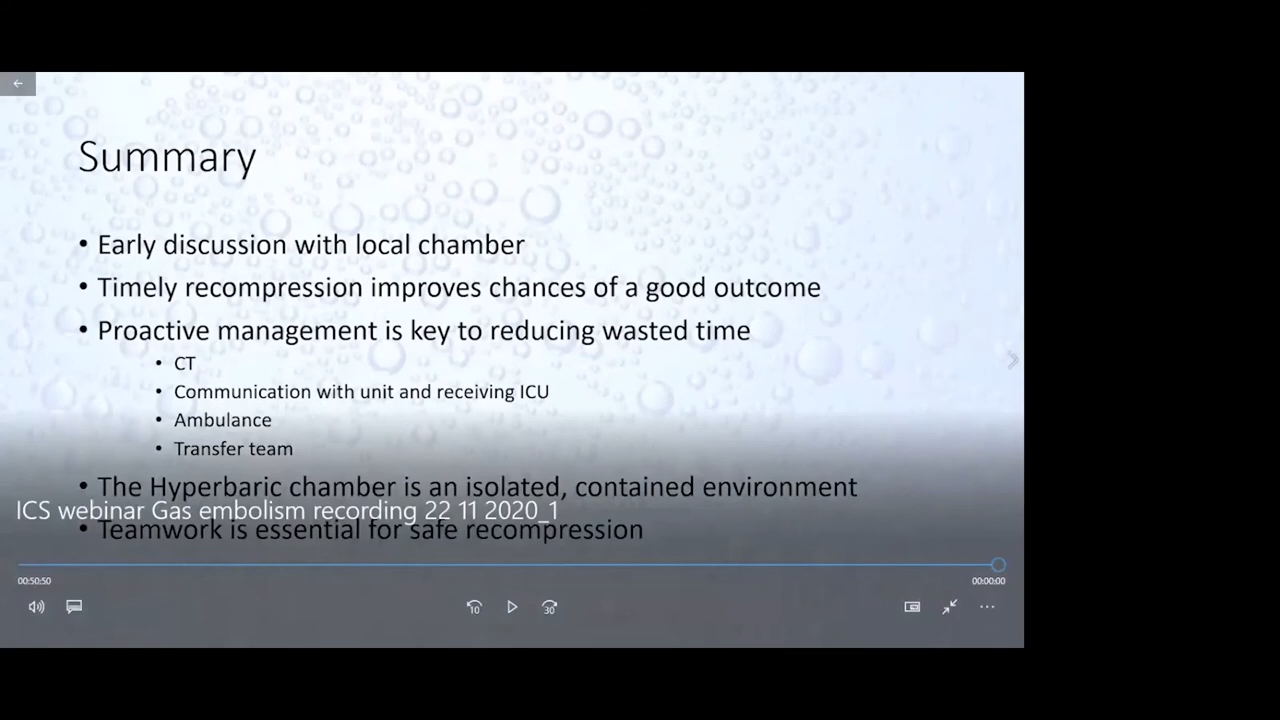 Summary
• Early discussion with local chamber
• Timely recompression improves chances of a good outcome
• Proactive management is key to reducing wasted time
• CT
• Communication with unit and receiving ICU
• Ambulance
• Transfer team
• The Hyperbaric chamber is an isolated, contained environment
ICS webinar Gas embolism recording 22 11 2020_1
• Teamwork is essential for safe recompression
00:50:50 00:00:00
10 30